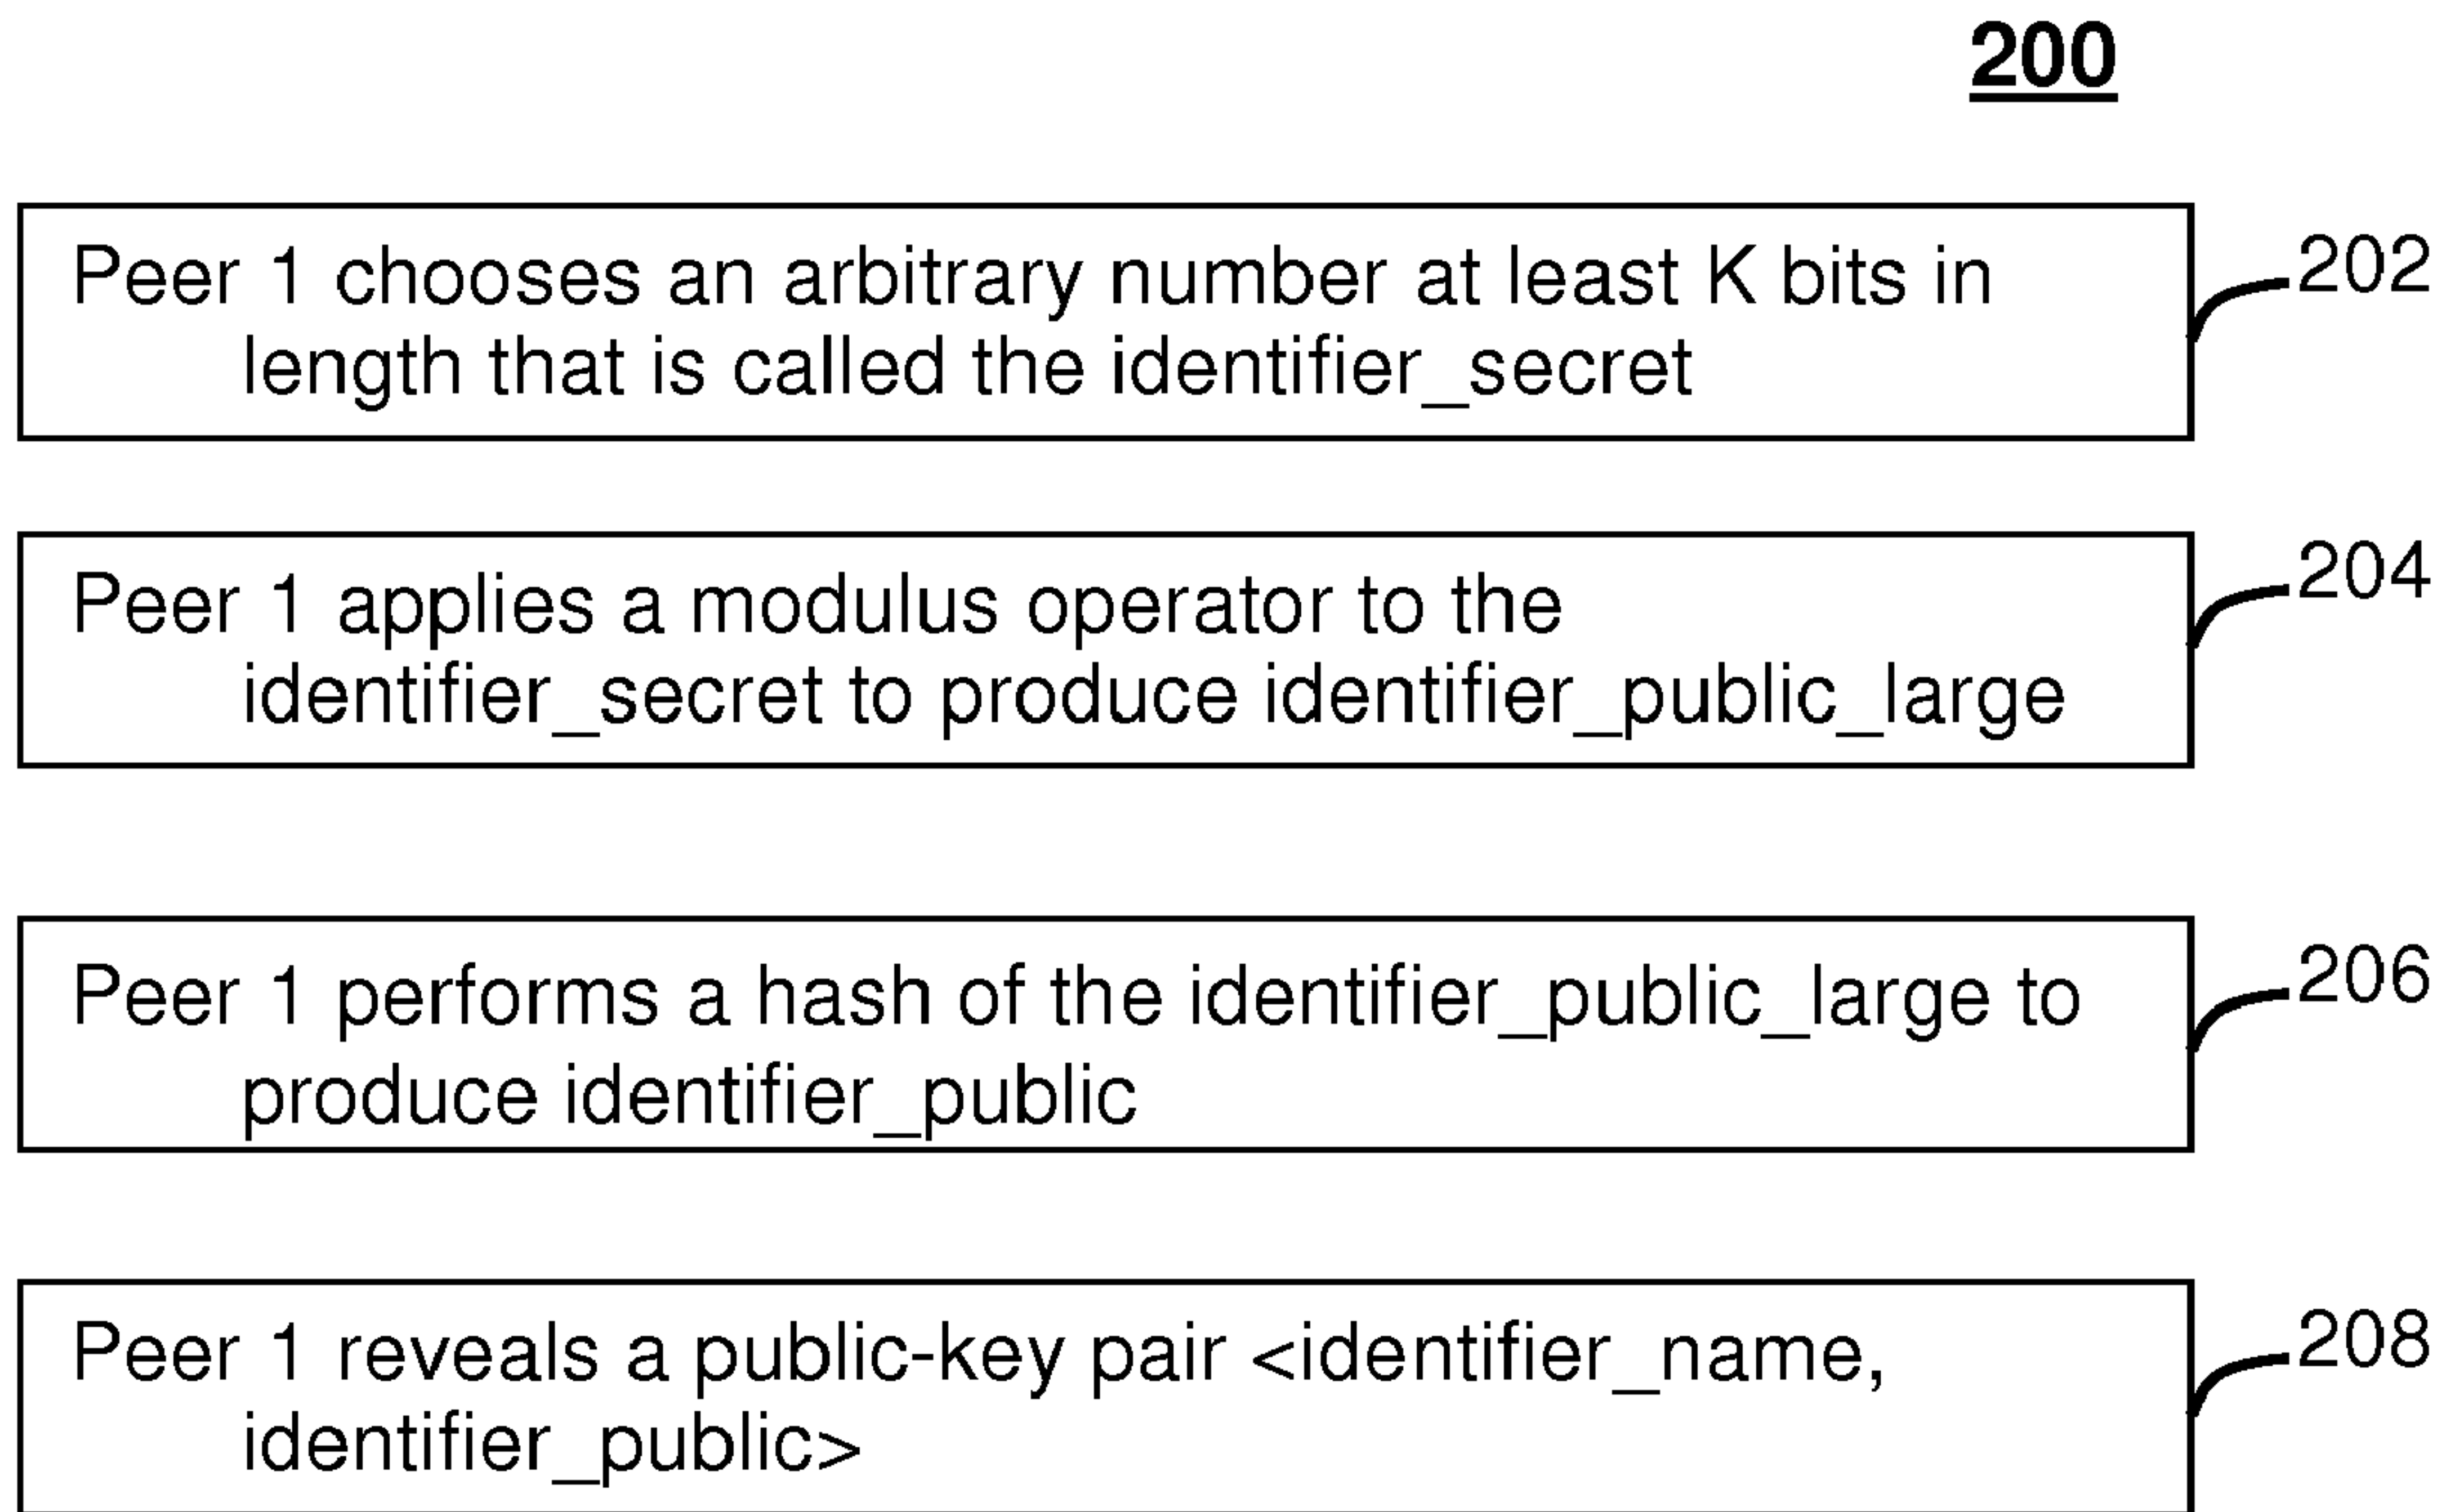 200
Peer 1 chooses an arbitrary number at least K bits in
length that is called the identifier_secret
202
Peer 1 applies a modulus operator to the
identifier_secret to produce identifier_public_large
204
Peer 1 performs a hash of the identifier_public_large to
produce identifier_public
206
Peer 1 reveals a public-key pair <identifier_name,
identifier_public>
208